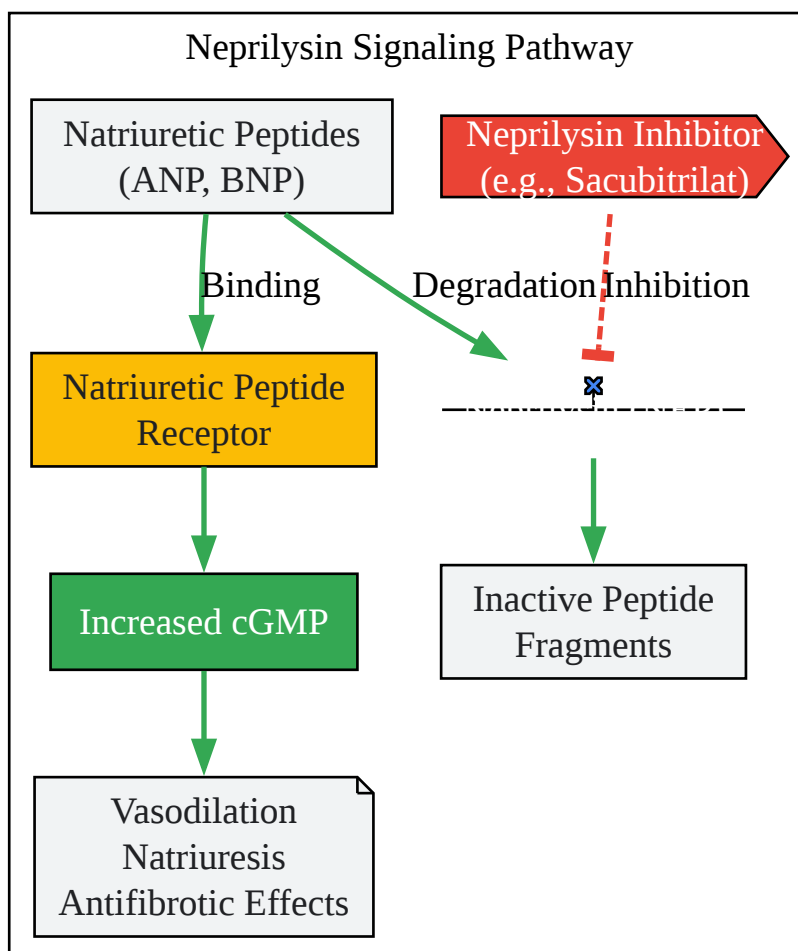 Neprilysin Signaling Pathway
Natriuretic Peptides
(ANP, BNP)
Neprilysin Inhibitor
(e.g., Sacubitrilat)
Binding
Degradation
Inhibition
Natriuretic Peptide
Receptor
Increased cGMP
Inactive Peptide
Fragments
Vasodilation
Natriuresis
Antifibrotic Effects